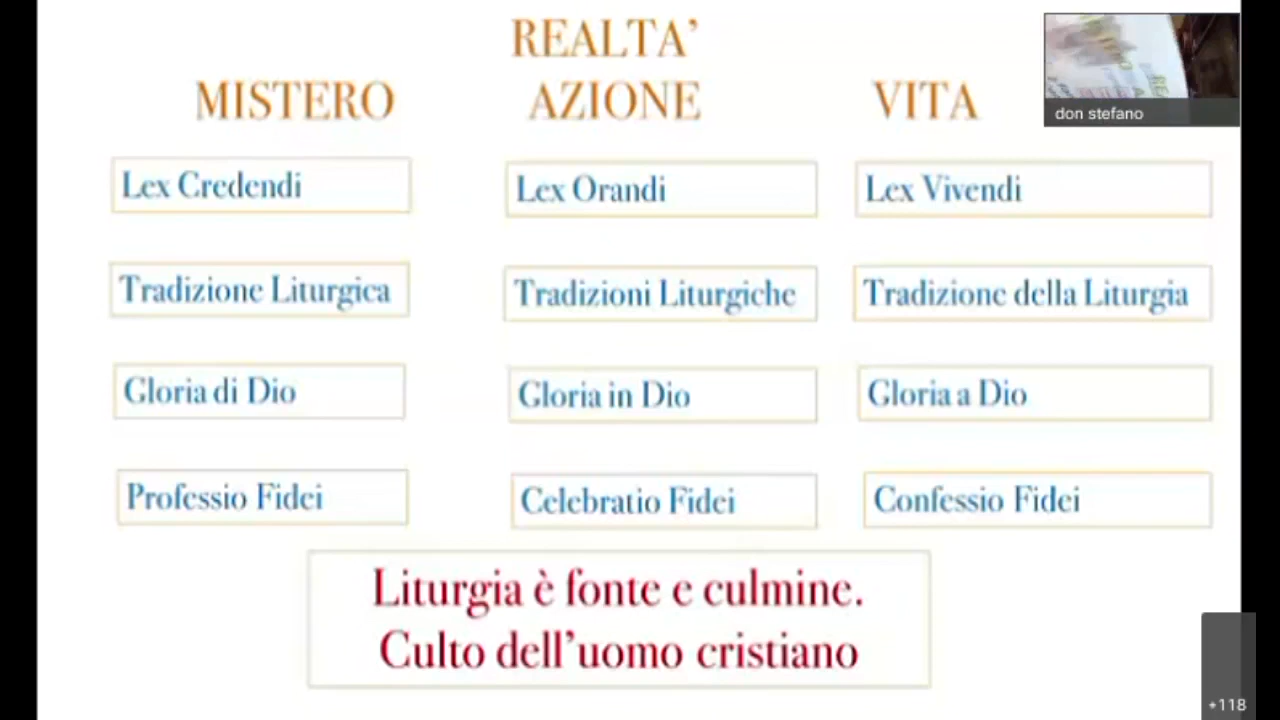 REALTA'
MISTERO AZIONE VITA
don stefano
Lex Credendi Lex Orandi Lex Vivendi
Tradizione Liturgica Tradizioni Liturgiche Tradizione della Liturgia
Gloria di Dio Gloria in Dio Gloria a Dio
Professio Fidei Celebratio Fidei Confessio Fidei
Liturgia è fonte e culmine.
Culto dell'uomo cristiano
+118